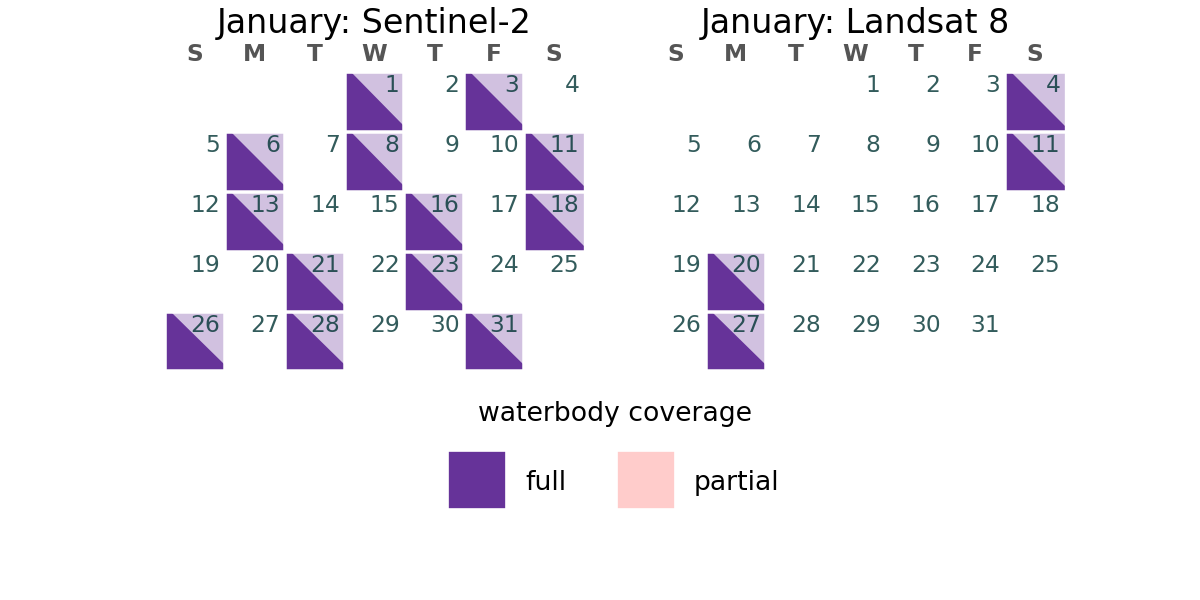 January: Sentinel-2
S M T W T F S
1 2 3 4
5 6 7 8 9 10 11
12 13 14 15 16 17 18
19 20 21 22 23 24 25
26 27 28 29 30 31
January: Landsat 8
S M T W T F S
1 2 3 4
5 6 7 8 9 10 11
12 13 14 15 16 17 18
19 20 21 22 23 24 25
26 27 28 29 30 31
waterbody coverage
full partial